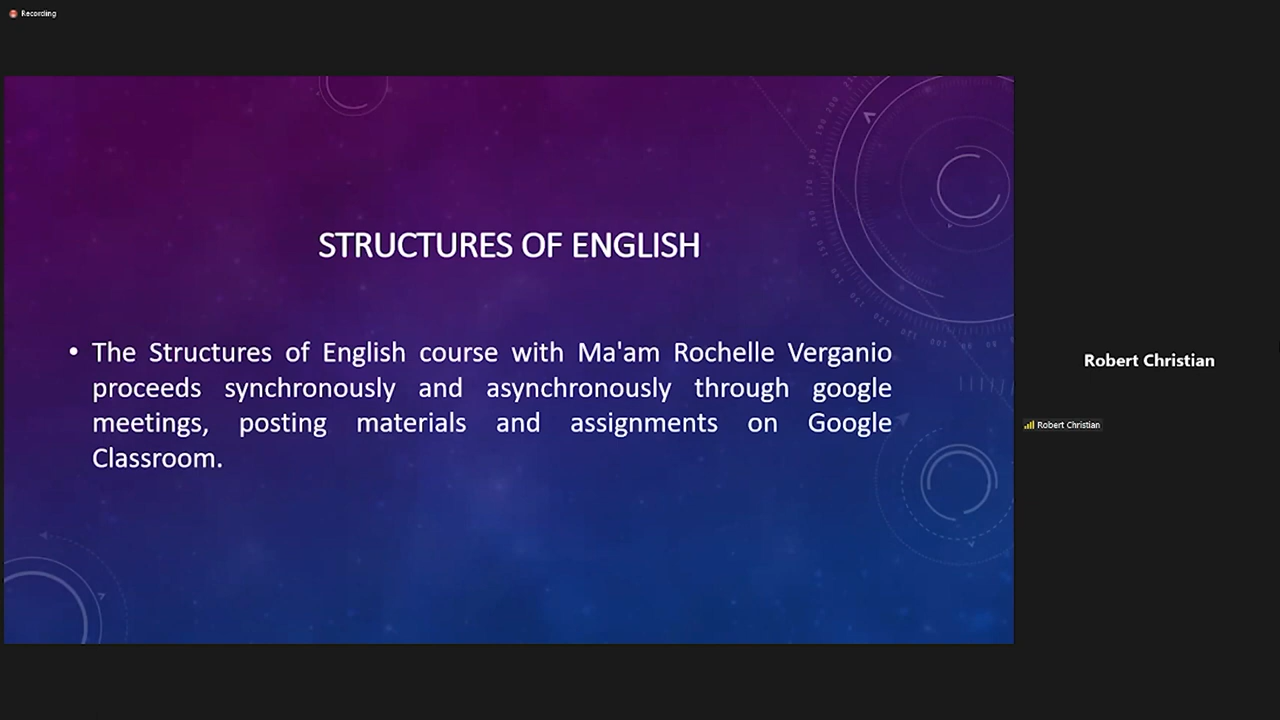 Recording
STRUCTURES OF ENGLISH
• The Structures of English course with Ma'am Rochelle Verganio
proceeds synchronously and asynchronously through google
meetings, posting materials and assignments on Google
Classroom.
Robert Christian
Robert Christian